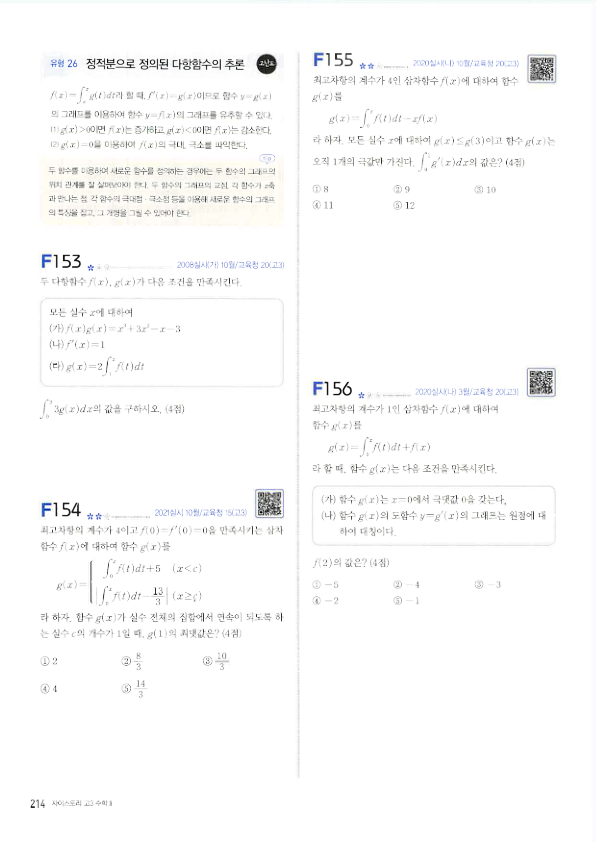 유형 26 정적분으로 정의된 다항함수의 추론 고난도
f(x)=∫ₐˣ g(t)dt라 할 때, f'(x)=g(x)이므로 함수 y=g(x)
의 그래프를 이용하여 함수 y=f(x)의 그래프를 유추할 수 있다.
(1) g(x)>0이면 f(x)는 증가하고 g(x)<0이면 f(x)는 감소한다.
(2) g(x)=0을 이용하여 f(x)의 극대, 극소를 파악한다.
두 함수를 이용하여 새로운 함수를 정의하는 경우에는 두 함수의 그래프의
위치 관계를 잘 살펴보아야 한다. 두 함수의 그래프의 교점, 각 함수가 x축
과 만나는 점, 각 함수의 극대점·극소점 등을 이용해 새로운 함수의 그래프
의 특징을 잡고, 그 개형을 그릴 수 있어야 한다.
F153 2008실시(가) 10월/교육청 20(고3)
두 다항함수 f(x), g(x)가 다음 조건을 만족시킨다.
모든 실수 x에 대하여
(가) f(x)g(x)=x³+3x²-x-3
(나) f'(x)=1
(다) g(x)=2∫₁ˣ f(t)dt
∫₀³ 3g(x)dx의 값을 구하시오. (4점)
F154 2021실시 10월/교육청 15(고3)
최고차항의 계수가 4이고 f(0)=f'(0)=0을 만족시키는 삼차
함수 f(x)에 대하여 함수 g(x)를
g(x)={ ∫₀ˣ f(t)dt+5 (x<c)
|∫₀ˣ f(t)dt-13/3| (x≥c)
라 하자. 함수 g(x)가 실수 전체의 집합에서 연속이 되도록 하
는 실수 c의 개수가 1일 때, g(1)의 최댓값은? (4점)
① 2 ② 8/3 ③ 10/3
④ 4 ⑤ 14/3
F155 2020실시(나) 10월/교육청 20(고3)
최고차항의 계수가 4인 삼차함수 f(x)에 대하여 함수
g(x)를
g(x)=∫ₜˣ f(t)dt-xf(x)
라 하자. 모든 실수 x에 대하여 g(x)≤g(3)이고 함수 g(x)는
오직 1개의 극값만 가진다. ∫₀¹ g'(x)dx의 값은? (4점)
① 8 ② 9 ③ 10
④ 11 ⑤ 12
F156 2020실시(나) 3월/교육청 20(고3)
최고차항의 계수가 1인 삼차함수 f(x)에 대하여
함수 g(x)를
g(x)=∫₀ˣ f(t)dt+f(x)
라 할 때, 함수 g(x)는 다음 조건을 만족시킨다.
(가) 함수 g(x)는 x=0에서 극댓값 0을 갖는다.
(나) 함수 g(x)의 도함수 y=g'(x)의 그래프는 원점에 대
하여 대칭이다.
f(2)의 값은? (4점)
① -5 ② -4 ③ -3
④ -2 ⑤ -1
214 자이스토리 고3 수학 II